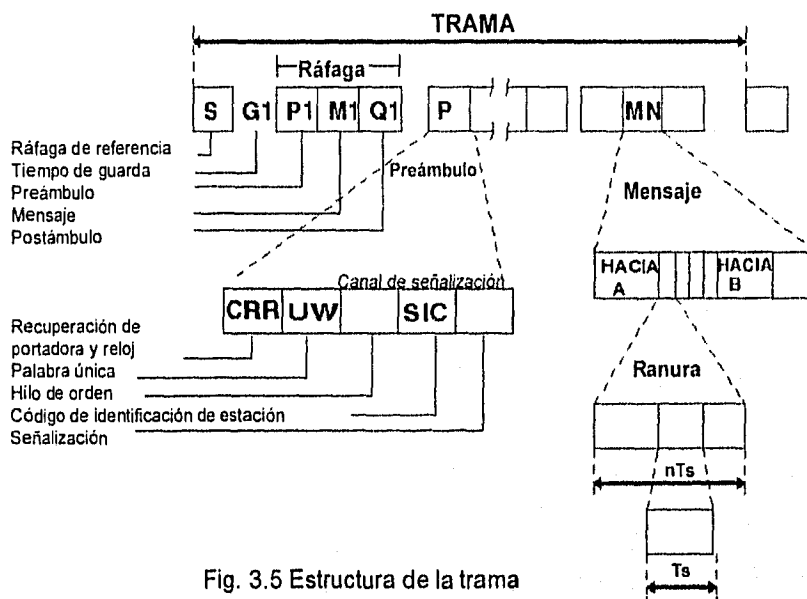 TRAMA
Ráfaga
S G1 P1 M1 Q1 P MN
Ráfaga de referencia
Tiempo de guarda
Preámbulo
Mensaje
Postámbulo
Preámbulo
Mensaje
Canal de señalización
CRR UW SIC
HACIA A
HACIA B
Recuperación de
portadora y reloj
Palabra única
Hilo de orden
Código de identificación de estación
Señalización
Ranura
nTs
Ts
Fig. 3.5 Estructura de la trama